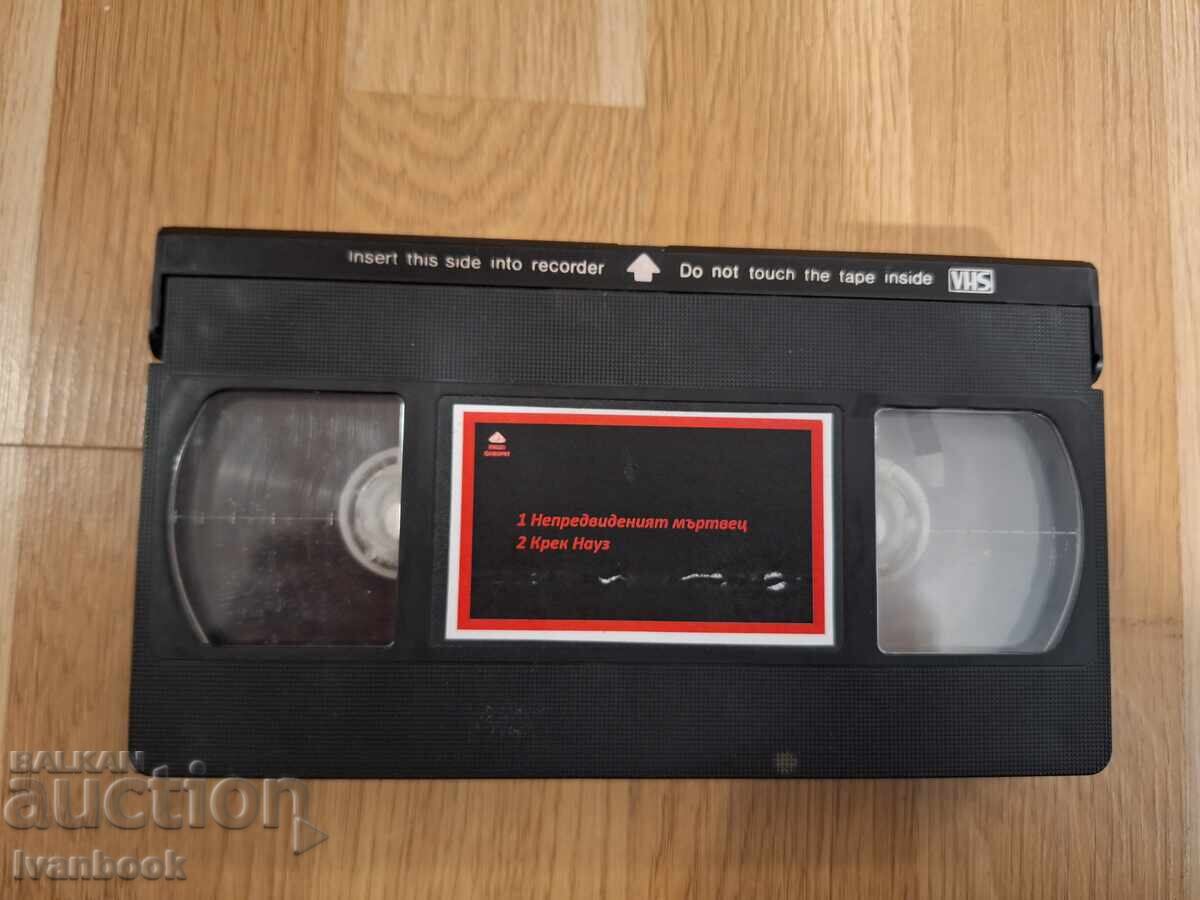 Insert this side into recorder Do not touch the tape inside VHS
1 Непредвиденият мъртвец
2 Крек Науз
BALKAN
auction
Ivanbook